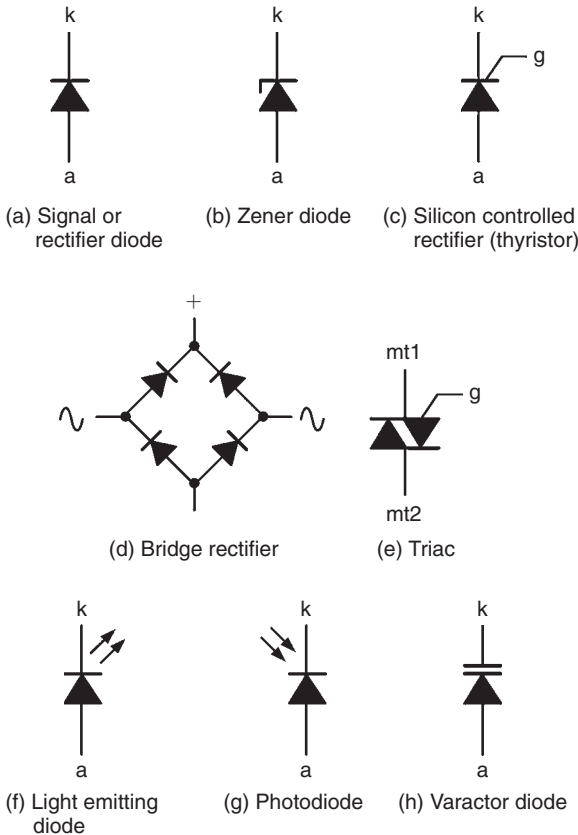 k k k
g
a a a
(a) Signal or rectifier diode
(b) Zener diode
(c) Silicon controlled rectifier (thyristor)
+
mt1
g
mt2
(d) Bridge rectifier
(e) Triac
k k k
a a a
(f) Light emitting diode
(g) Photodiode
(h) Varactor diode